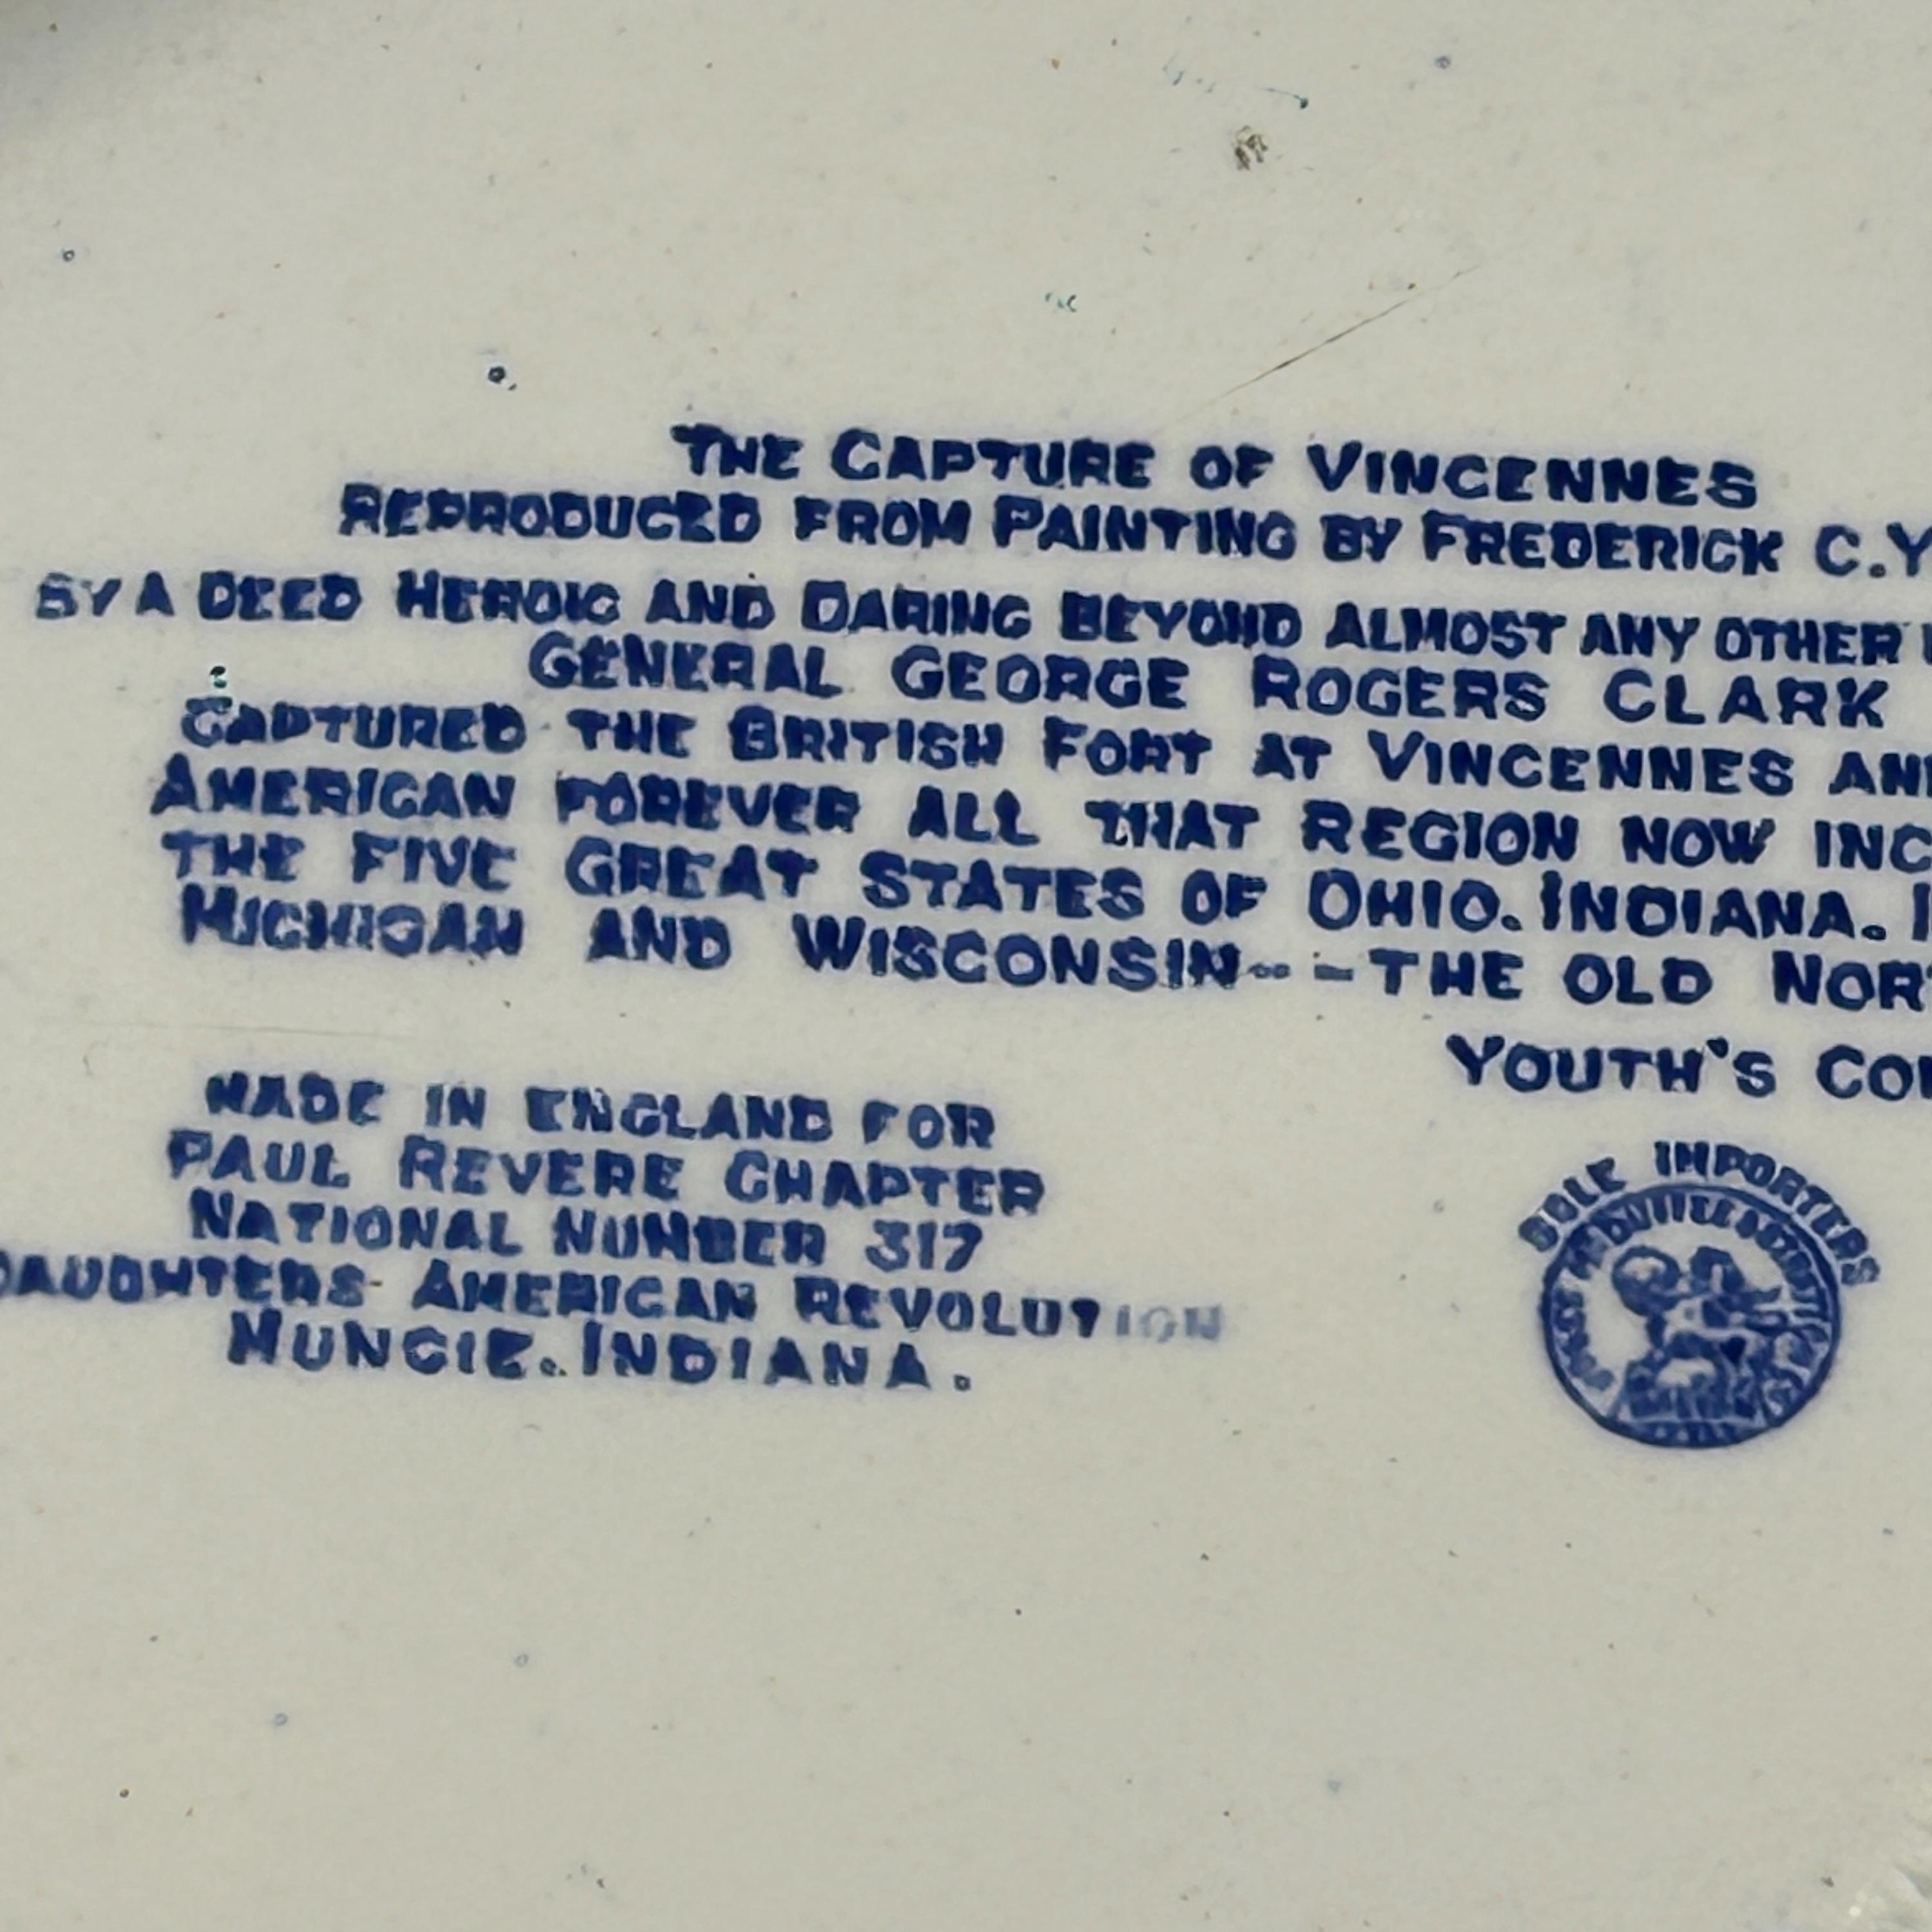 THE CAPTURE OF VINCENNES
REPRODUCED FROM PAINTING BY FREDERICK C.Y
BY A DEED HEROIC AND DARING BEYOND ALMOST ANY OTHER
GENERAL GEORGE ROGERS CLARK
CAPTURED THE BRITISH FORT AT VINCENNES AN
AMERICAN FOREVER ALL THAT REGION NOW INC
THE FIVE GREAT STATES OF OHIO. INDIANA. I
MICHIGAN AND WISCONSIN---THE OLD NOR
YOUTH'S CO
MADE IN ENGLAND FOR
PAUL REVERE CHAPTER
NATIONAL NUMBER 317
DAUGHTERS AMERICAN REVOLUTION
MUNCIE. INDIANA.
SOLE IMPORTERS